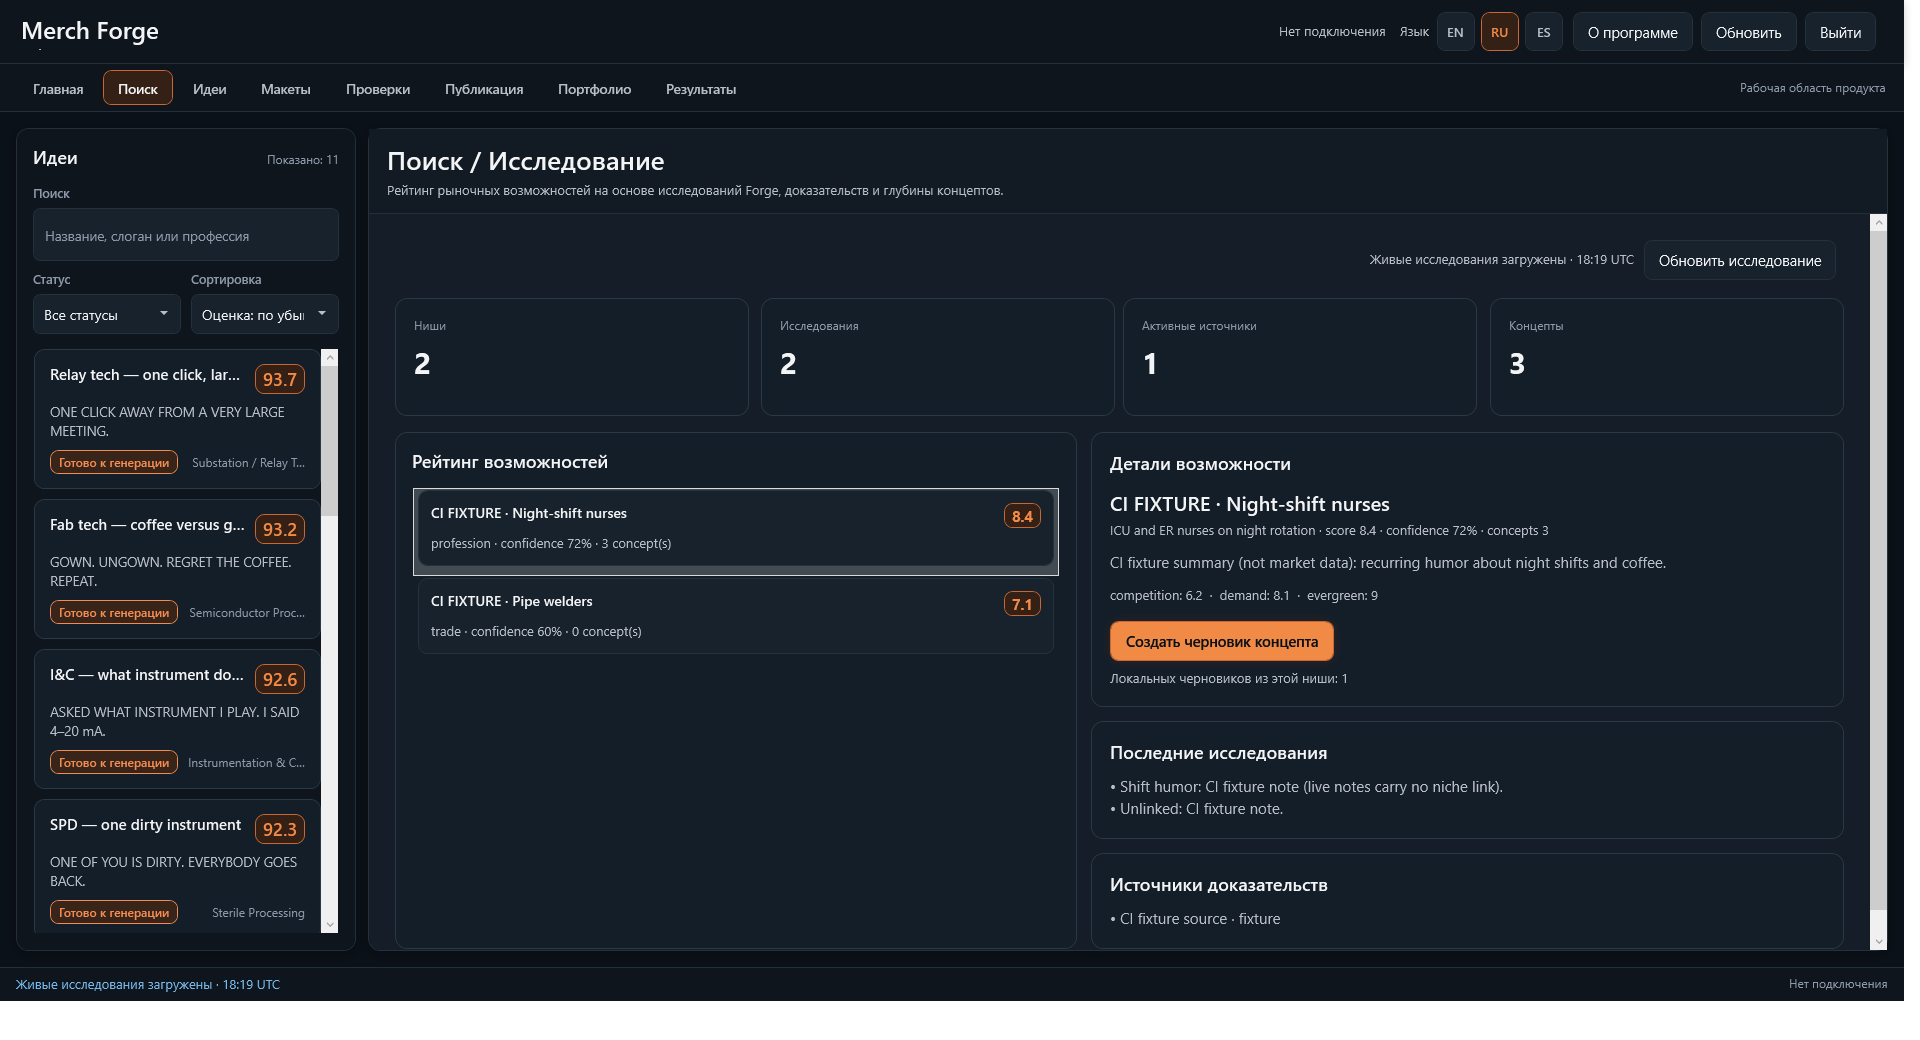 Merch Forge
Нет подключения
Язык
EN
RU
ES
О программе
Обновить
Выйти
Главная
Поиск
Идеи
Макеты
Проверки
Публикация
Портфолио
Результаты
Рабочая область продукта
Идеи
Показано: 11
Поиск
Название, слоган или профессия
Статус
Сортировка
Все статусы
Оценка: по убы
Relay tech — one click, lar...
93.7
ONE CLICK AWAY FROM A VERY LARGE
MEETING.
Готово к генерации
Substation / Relay T...
Fab tech — coffee versus g...
93.2
GOWN. UNGOWN. REGRET THE COFFEE.
REPEAT.
Готово к генерации
Semiconductor Proc...
I&C — what instrument do...
92.6
ASKED WHAT INSTRUMENT I PLAY. I SAID
4–20 mA.
Готово к генерации
Instrumentation & C...
SPD — one dirty instrument
92.3
ONE OF YOU IS DIRTY. EVERYBODY GOES
BACK.
Готово к генерации
Sterile Processing
Поиск / Исследование
Рейтинг рыночных возможностей на основе исследований Forge, доказательств и глубины концептов.
Живые исследования загружены · 18:19 UTC
Обновить исследование
Ниши
2
Исследования
2
Активные источники
1
Концепты
3
Рейтинг возможностей
CI FIXTURE · Night-shift nurses
8.4
profession · confidence 72% · 3 concept(s)
CI FIXTURE · Pipe welders
7.1
trade · confidence 60% · 0 concept(s)
Детали возможности
CI FIXTURE · Night-shift nurses
ICU and ER nurses on night rotation · score 8.4 · confidence 72% · concepts 3
CI fixture summary (not market data): recurring humor about night shifts and coffee.
competition: 6.2 · demand: 8.1 · evergreen: 9
Создать черновик концепта
Локальных черновиков из этой ниши: 1
Последние исследования
• Shift humor: CI fixture note (live notes carry no niche link).
• Unlinked: CI fixture note.
Источники доказательств
• CI fixture source · fixture
Живые исследования загружены · 18:19 UTC
Нет подключения